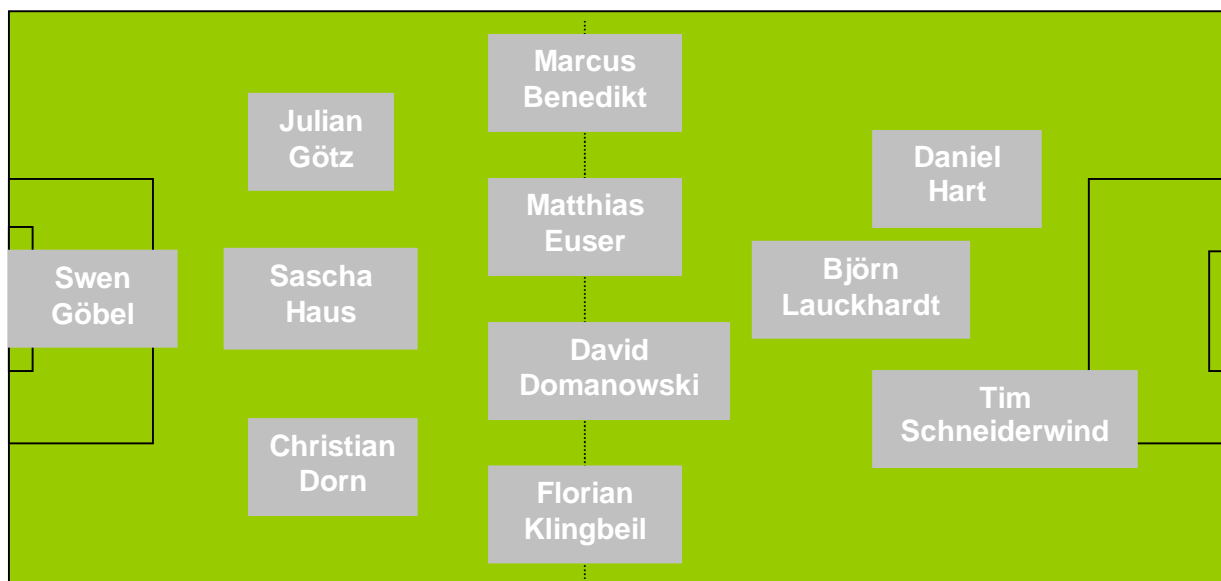 Swen
Göbel
Julian
Götz
Sascha
Haus
Christian
Dorn
Marcus
Benedikt
Matthias
Euser
David
Domanowski
Florian
Klingbeil
Björn
Lauckhardt
Daniel
Hart
Tim
Schneiderwind